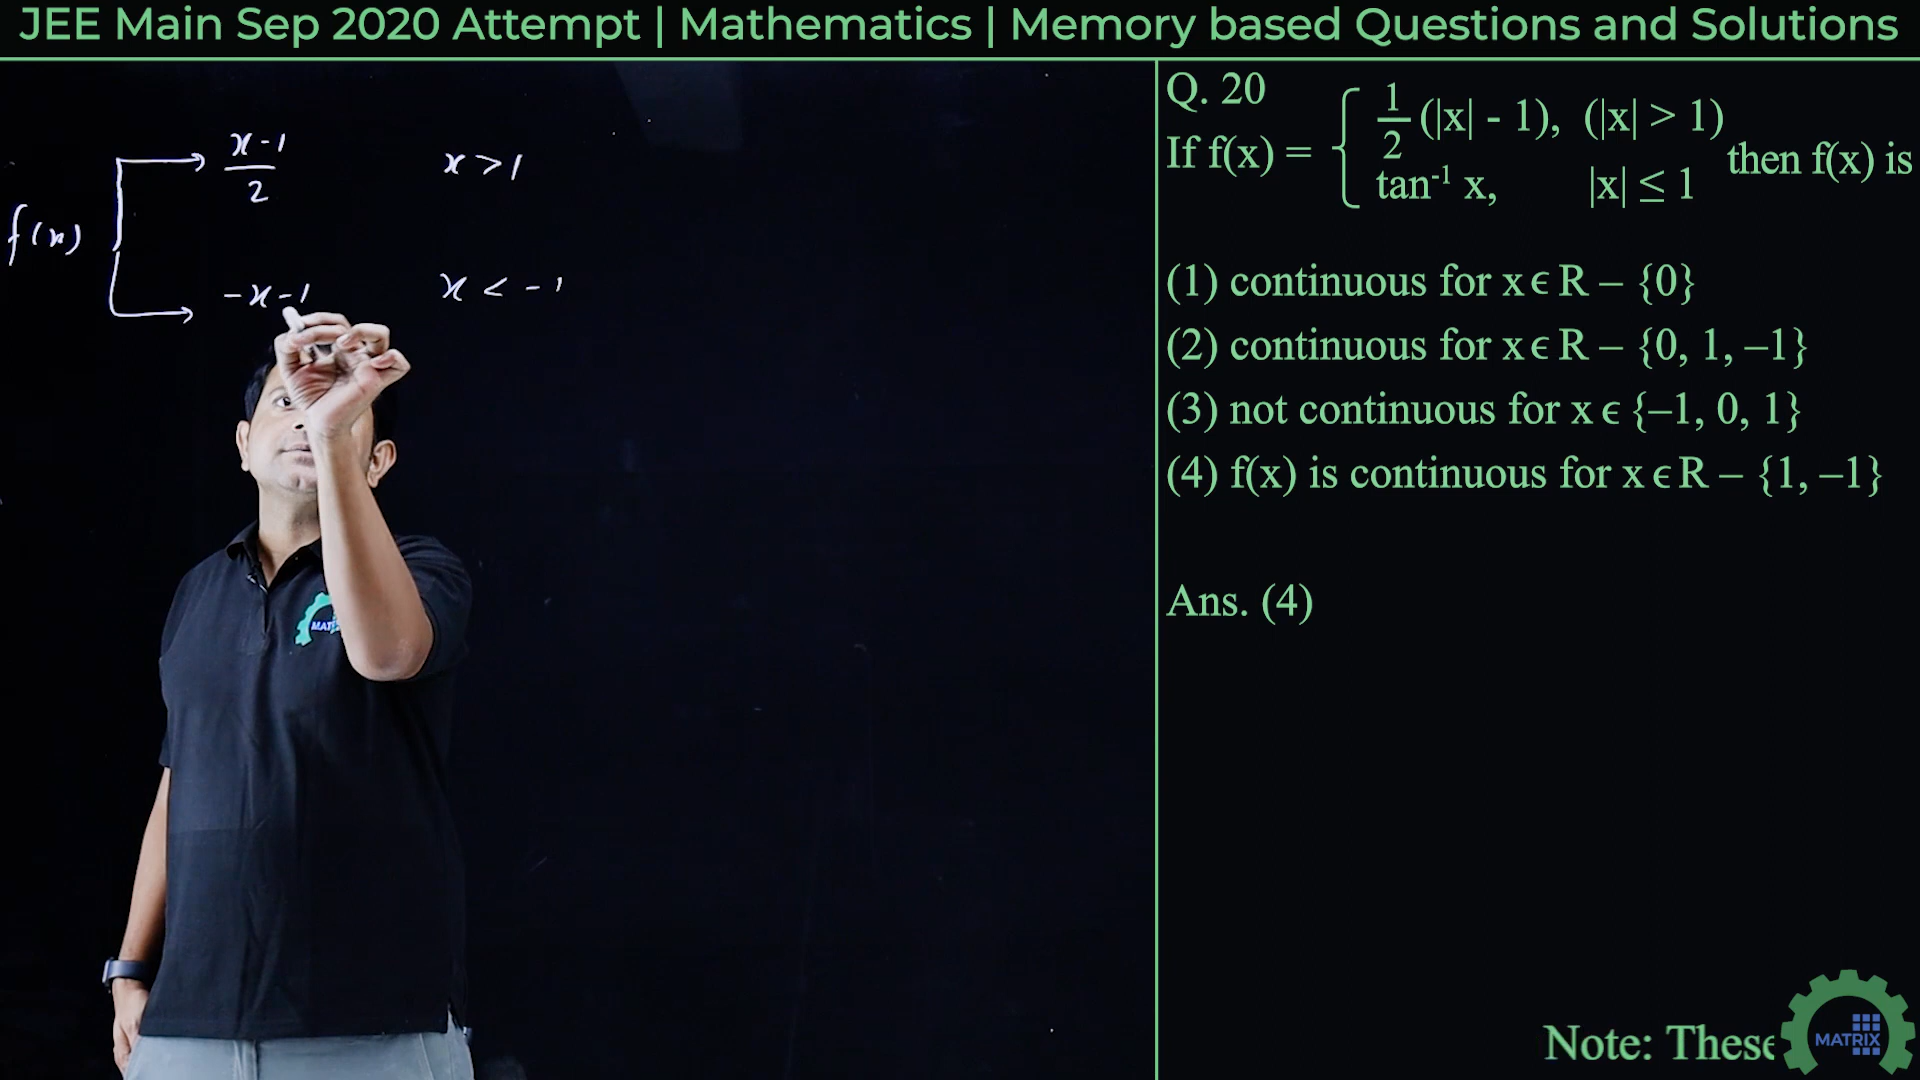 JEE Main Sep 2020 Attempt | Mathematics | Memory based Questions and Solutions
f(x)
x-1
2
x > 1
-x-1
x < -1
Q. 20
If f(x) = { 1/2 (|x| - 1), (|x| > 1)
tan⁻¹ x, |x| ≤ 1
then f(x) is
(1) continuous for x ϵ R – {0}
(2) continuous for x ϵ R – {0, 1, –1}
(3) not continuous for x ϵ {–1, 0, 1}
(4) f(x) is continuous for x ϵ R – {1, –1}
Ans. (4)
Note: These
MATRIX